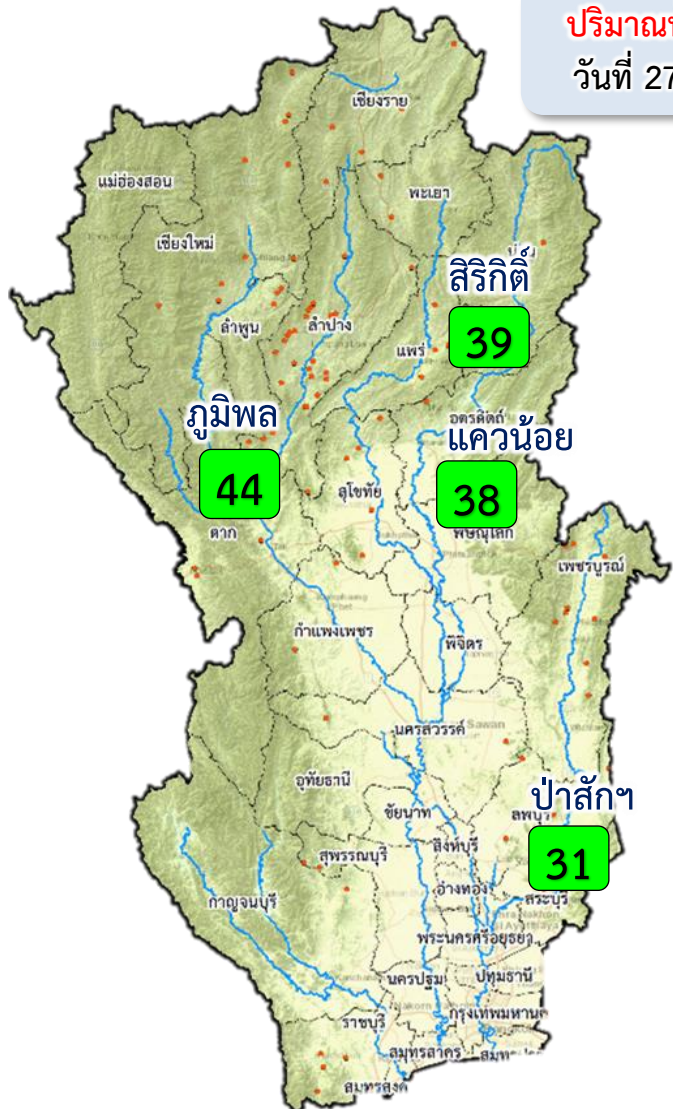 วันที่ 27
เชียงราย
แม่ฮ่องสอน
พะเยา
เชียงใหม่
สิริกิติ์
39
ลำพูน
ลำปาง
แพร่
ภูมิพล
44
อุตรดิตถ์
แควน้อย
38
สุโขทัย
ตาก
พิษณุโลก
เพชรบูรณ์
กำแพงเพชร
พิจิตร
นครสวรรค์
Sawan
อุทัยธานี
ป่าสักฯ
31
ชัยนาท
ลพบุรี
สิงห์บุรี
สุพรรณบุรี
อ่างทอง
กาญจนบุรี
สระบุรี
พระนครศรีอยุธยา
นครปฐม
ปทุมธานี
ราชบุรี
กรุงเทพมหานค
สมุทรสาคร
สมุทรสงค